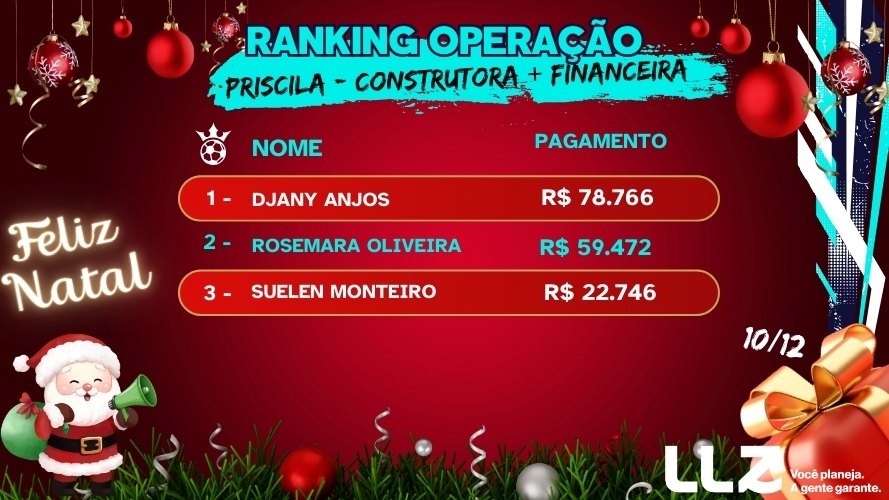 RANKING OPERAÇÃO
PRISCILA - CONSTRUTORA + FINANCEIRA
NOME PAGAMENTO
1 - DJANY ANJOS R$ 78.766
2 - ROSEMARA OLIVEIRA R$ 59.472
3 - SUELEN MONTEIRO R$ 22.746
Feliz
Natal
10/12
LLZ
Você planeja.
A gente garante.